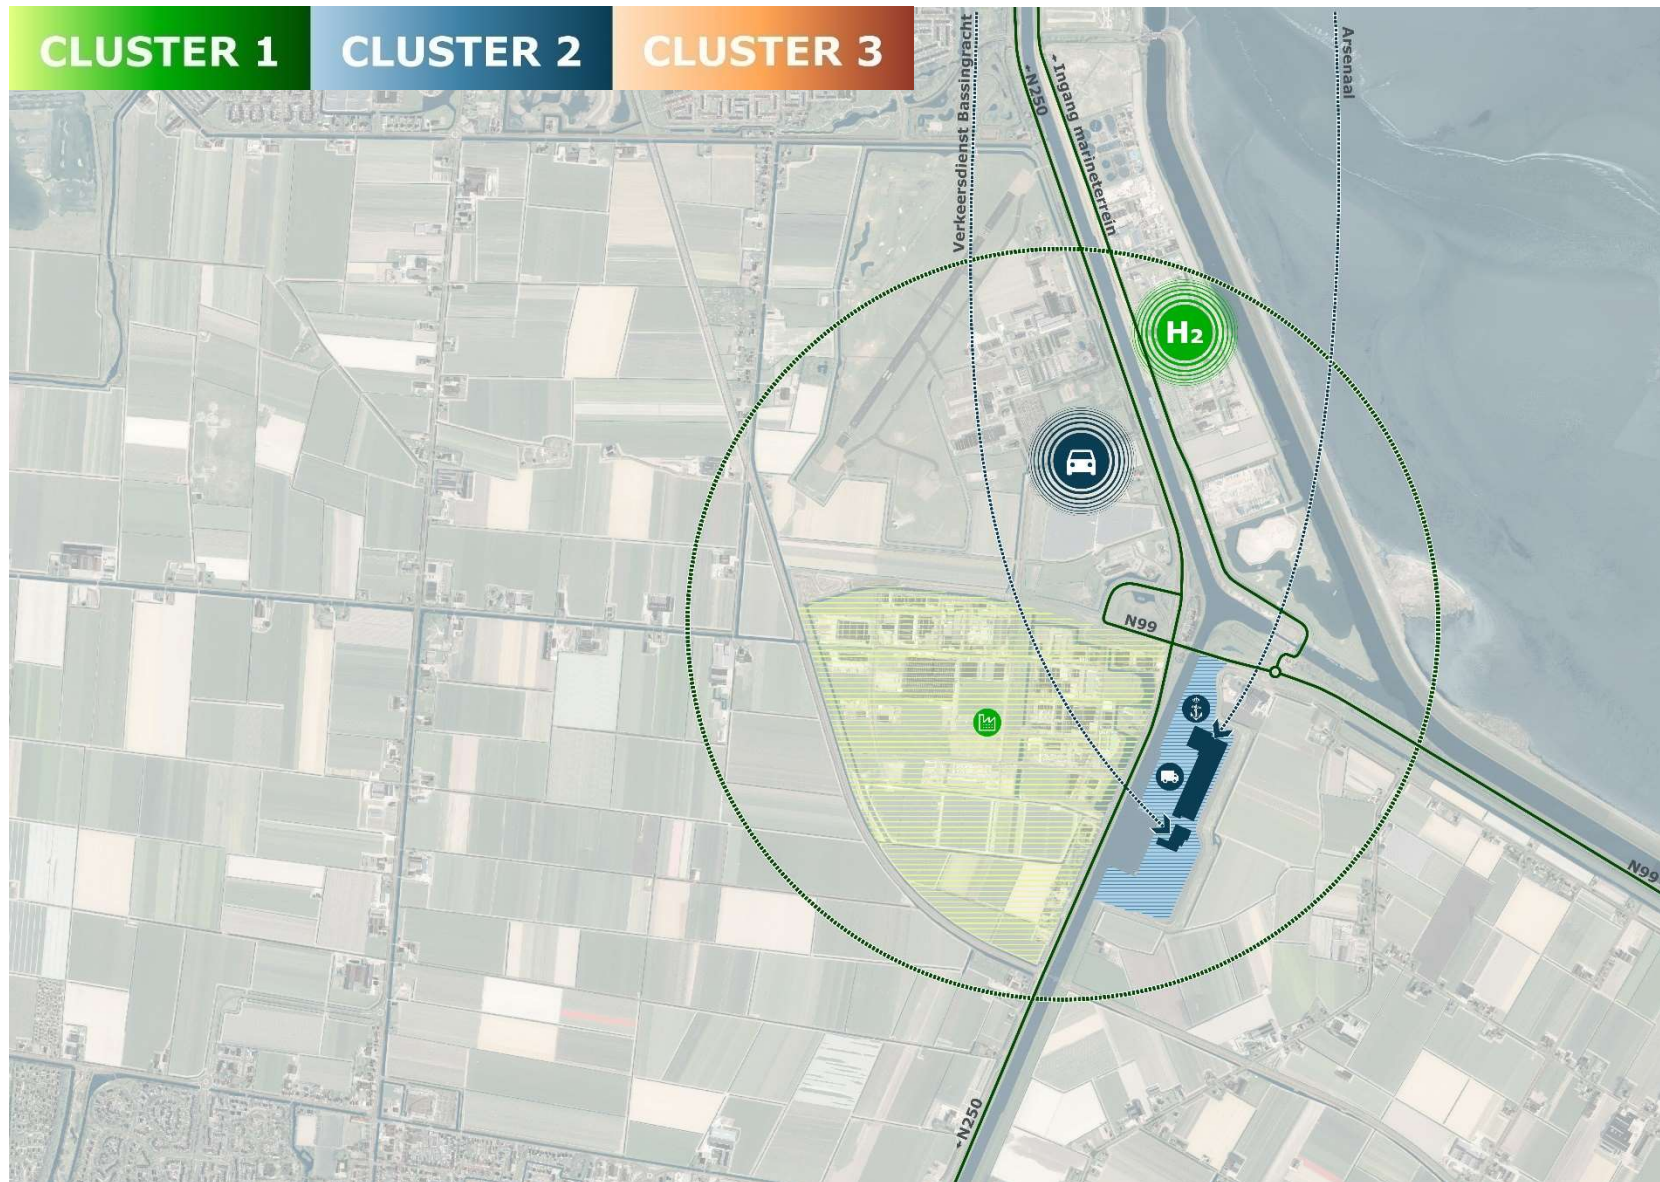 CLUSTER 1 CLUSTER 2 CLUSTER 3
Verkeersdienst Bassingracht
N250
Ingang marineterrein
Arsenaal
H2
N99
N99
N250